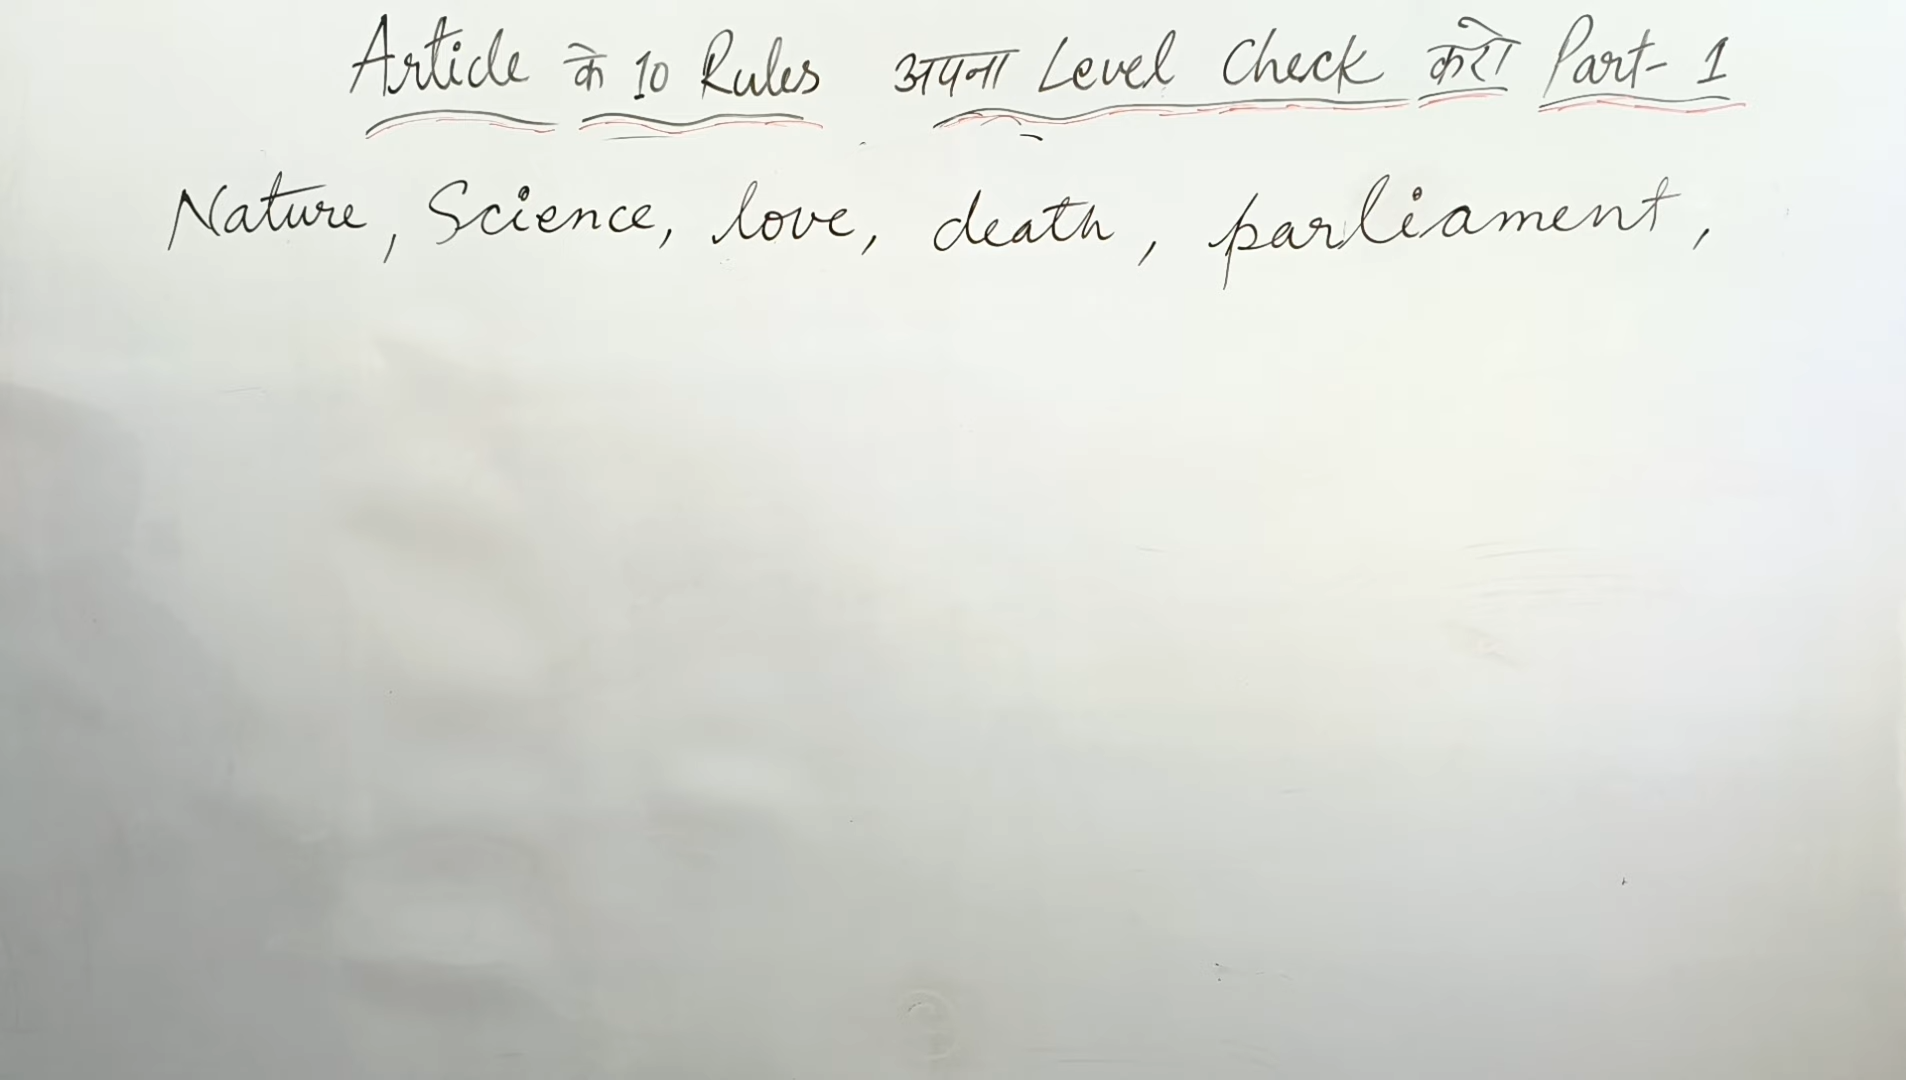 Article के 10 Rules अपना Level Check करो Part- 1
Nature, Science, love, death, parliament,